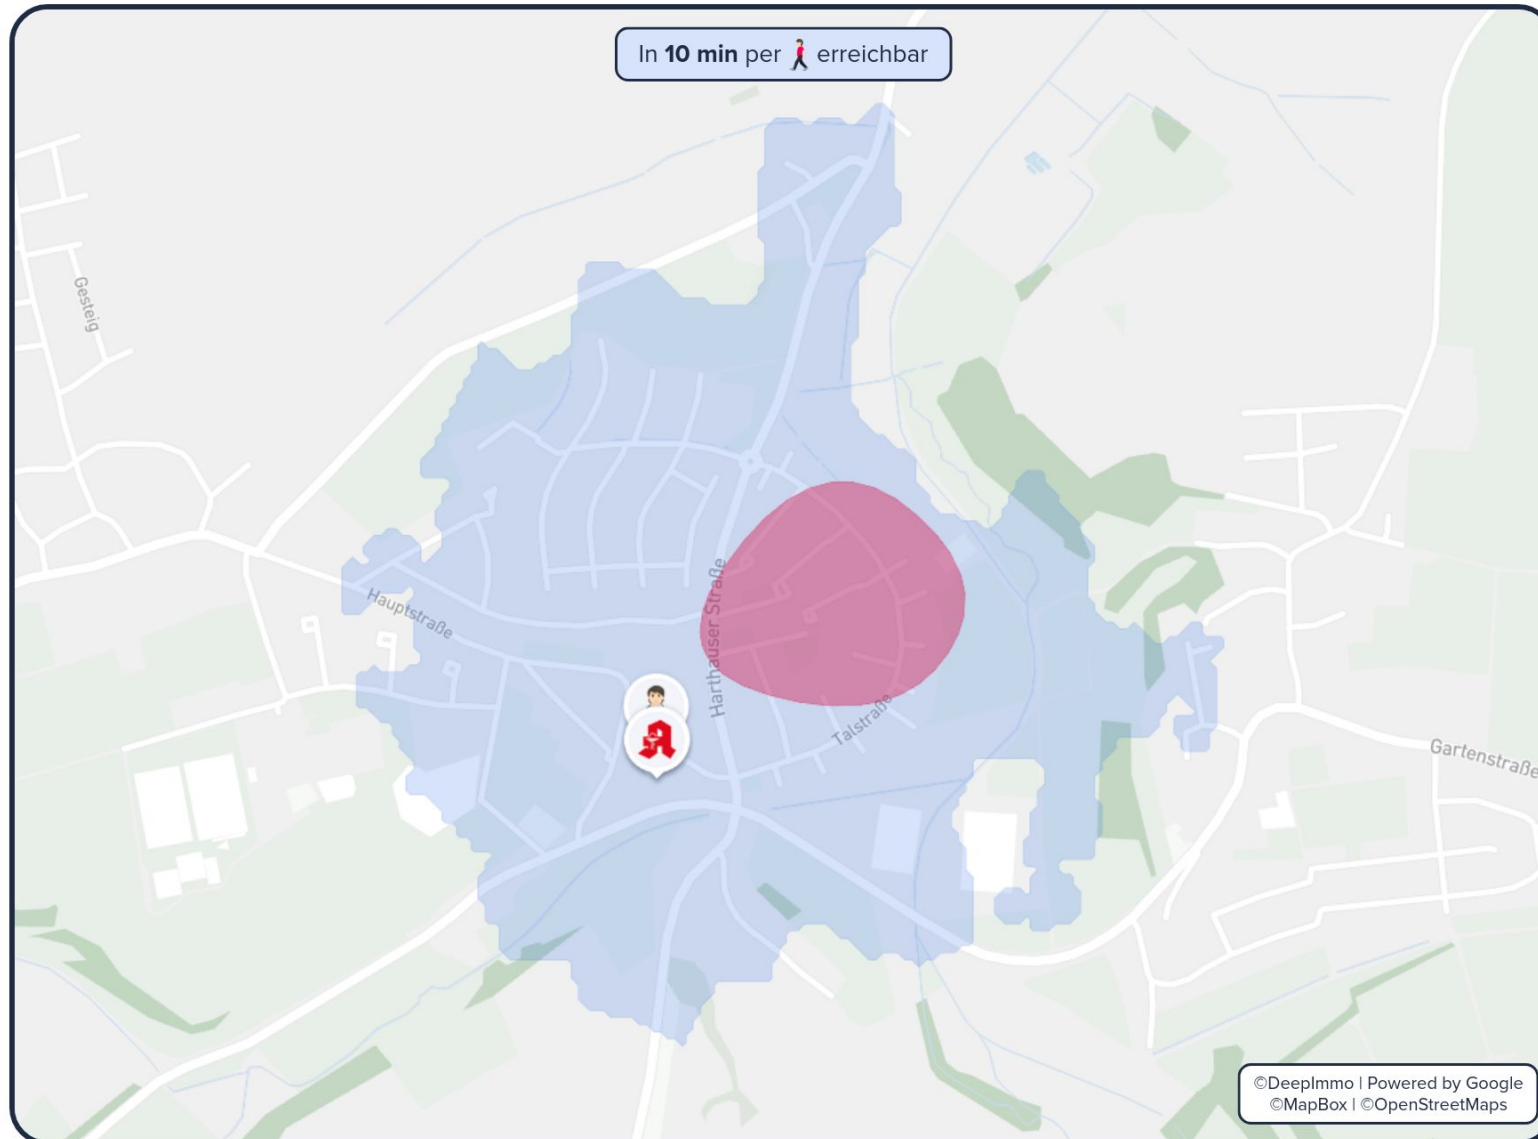 In 10 min per erreichbar
Gesteig
Hauptstraße
Harthauser Straße
Talstraße
Gartenstraße
©DeepImmo | Powered by Google
©MapBox | ©OpenStreetMaps